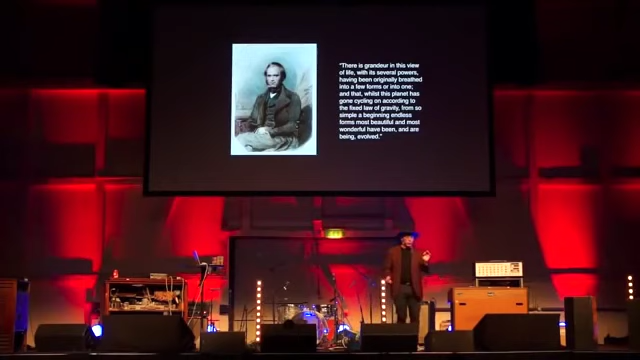 "There is grandeur in this view
of life, with its several powers,
having been originally breathed
into a few forms or into one;
and that, whilst this planet has
gone cycling on according to
the fixed law of gravity, from so
simple a beginning endless
forms most beautiful and most
wonderful have been, and are
being, evolved."